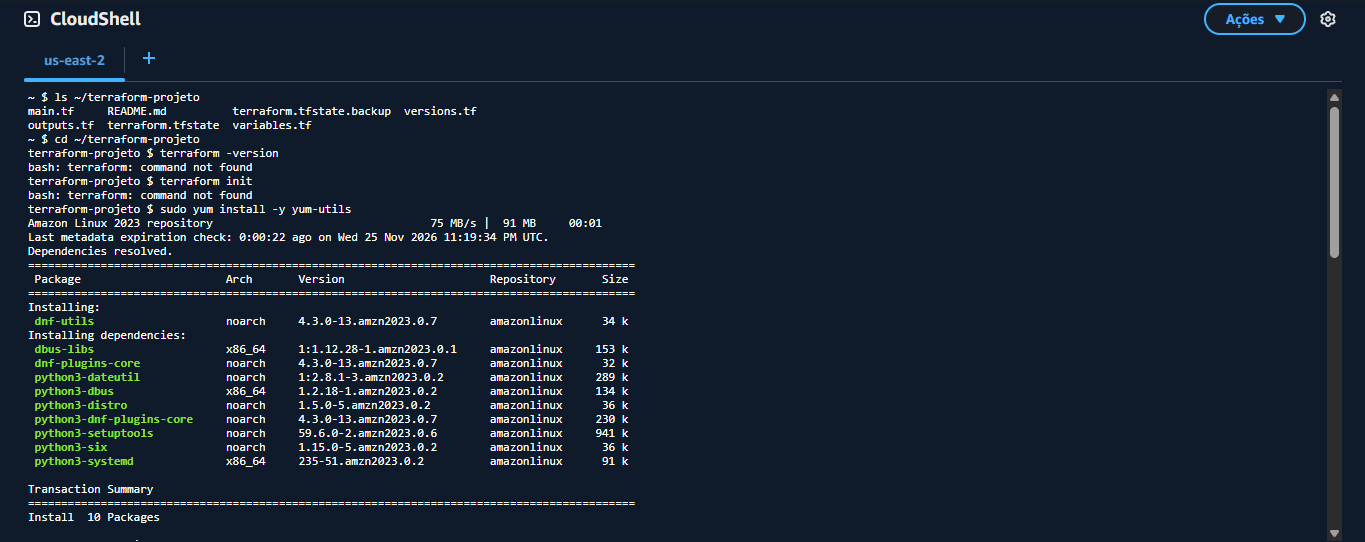 CloudShell
Ações
us-east-2 +
~ $ ls ~/terraform-projeto
main.tf README.md terraform.tfstate.backup versions.tf
outputs.tf terraform.tfstate variables.tf
~ $ cd ~/terraform-projeto
terraform-projeto $ terraform -version
bash: terraform: command not found
terraform-projeto $ terraform init
bash: terraform: command not found
terraform-projeto $ sudo yum install -y yum-utils
Amazon Linux 2023 repository 75 MB/s | 91 MB 00:01
Last metadata expiration check: 0:00:22 ago on Wed 25 Nov 2026 11:19:34 PM UTC.
Dependencies resolved.
================================================================================================
Package Arch Version Repository Size
================================================================================================
Installing:
dnf-utils noarch 4.3.0-13.amzn2023.0.7 amazonlinux 34 k
Installing dependencies:
dbus-libs x86_64 1:1.12.28-1.amzn2023.0.1 amazonlinux 153 k
dnf-plugins-core noarch 4.3.0-13.amzn2023.0.7 amazonlinux 32 k
python3-dateutil noarch 1:2.8.1-3.amzn2023.0.2 amazonlinux 289 k
python3-dbus x86_64 1.2.18-1.amzn2023.0.2 amazonlinux 134 k
python3-distro noarch 1.5.0-5.amzn2023.0.2 amazonlinux 36 k
python3-dnf-plugins-core noarch 4.3.0-13.amzn2023.0.7 amazonlinux 230 k
python3-setuptools noarch 59.6.0-2.amzn2023.0.6 amazonlinux 941 k
python3-six noarch 1.15.0-5.amzn2023.0.2 amazonlinux 36 k
python3-systemd x86_64 235-51.amzn2023.0.2 amazonlinux 91 k
Transaction Summary
================================================================================================
Install 10 Packages